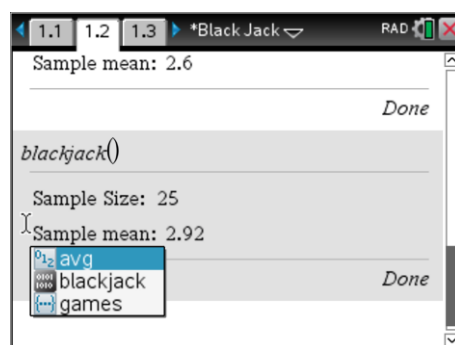 1.1 1.2 1.3 *Black Jack RAD
Sample mean: 2.6
Done
blackjack()
Sample Size: 25
Sample mean: 2.92
avg
blackjack
games
Done